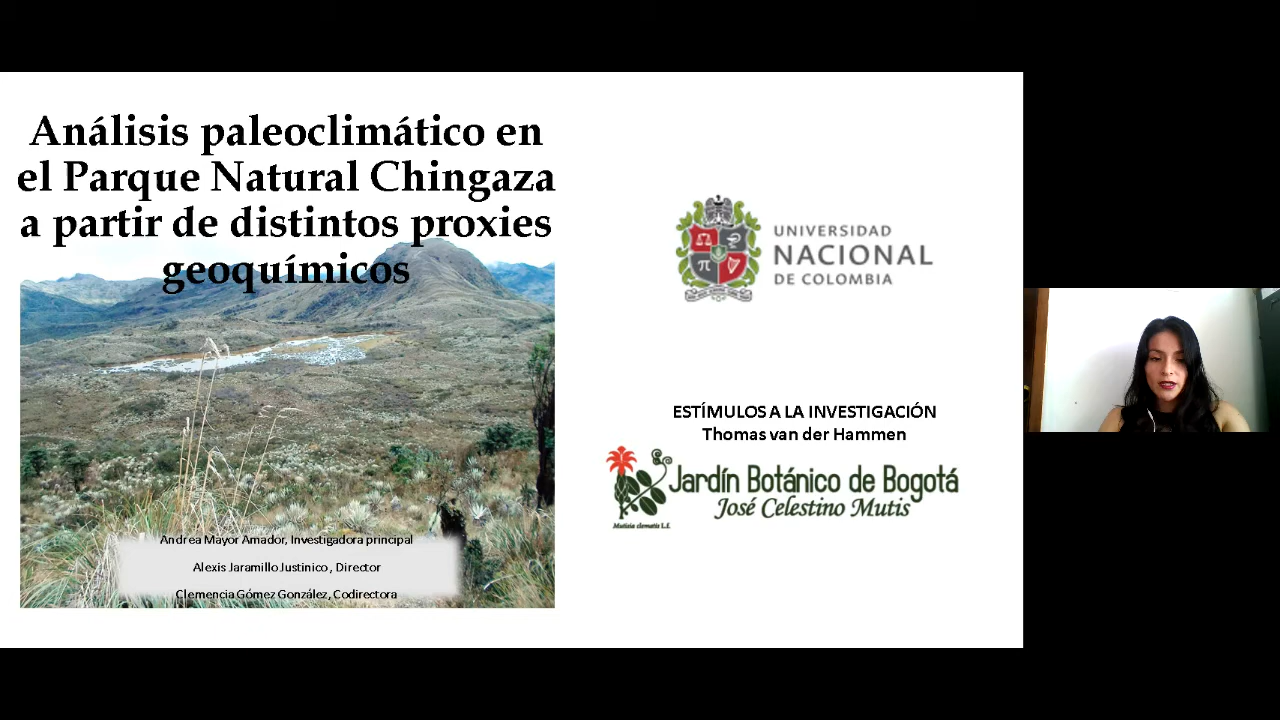 Análisis paleoclimático en
el Parque Natural Chingaza
a partir de distintos proxies
geoquímicos
Andrea Mayor Amador, Investigadora principal
Alexis Jaramillo Justinico , Director
Clemencia Gómez González, Codirectora
UNIVERSIDAD
NACIONAL
DE COLOMBIA
ESTÍMULOS A LA INVESTIGACIÓN
Thomas van der Hammen
Jardín Botánico de Bogotá
José Celestino Mutis
Mutisia clematis L.f.